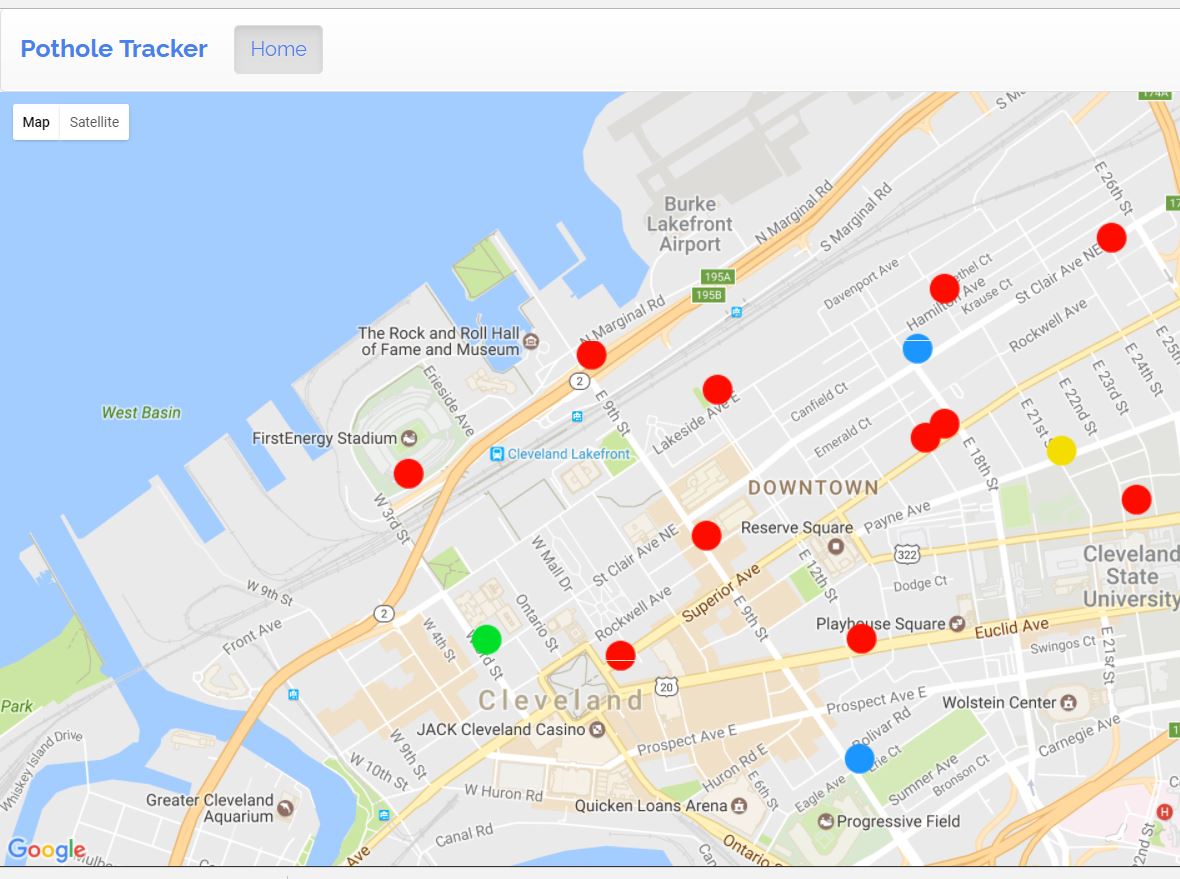 Pothole Tracker
Home
Map
Satellite
174A
E 26th St
N Marginal Rd
S Marginal Rd
Burke
Lakefront
Airport
195A
195B
Davenport Ave
Krause Ct
St Clair Ave NE
Rockwell Ave
N Marginal Rd
The Rock and Roll Hall
of Fame and Museum
2
Erieside Ave
E 9th St
West Basin
FirstEnergy Stadium
Cleveland Lakefront
Lakeside Ave E
Canfield Ct
Emerald Ct
E 24th St
E 23rd St
E 22nd St
E 21st S
E 18th St
DOWNTOWN
W 3rd St
Reserve Square
Payne Ave
322
W Mall Dr
St Clair Ave NE
E 12th St
Cleveland
State
University
Dodge Ct
W 9th St
2
Front Ave
W 4th St
Ontario St
Rockwell Ave
Superior Ave
E 9th St
Playhouse Square
Euclid Ave
Swingos Ct
E 21st St
Cleveland
20
Park
JACK Cleveland Casino
Prospect Ave E
Prospect Ave E
Wolstein Center
Bolivar Rd
Erie Ct
Carnegie Ave
Whiskey Island Drive
W 9th St
W 10th St
Huron Rd E
E 6th St
Eagle Ave
Sumner Ave
Bronson Ct
W Huron Rd
Greater Cleveland
Aquarium
Quicken Loans Arena
Progressive Field
H
Canal Rd
Google
Ave
Ontario S